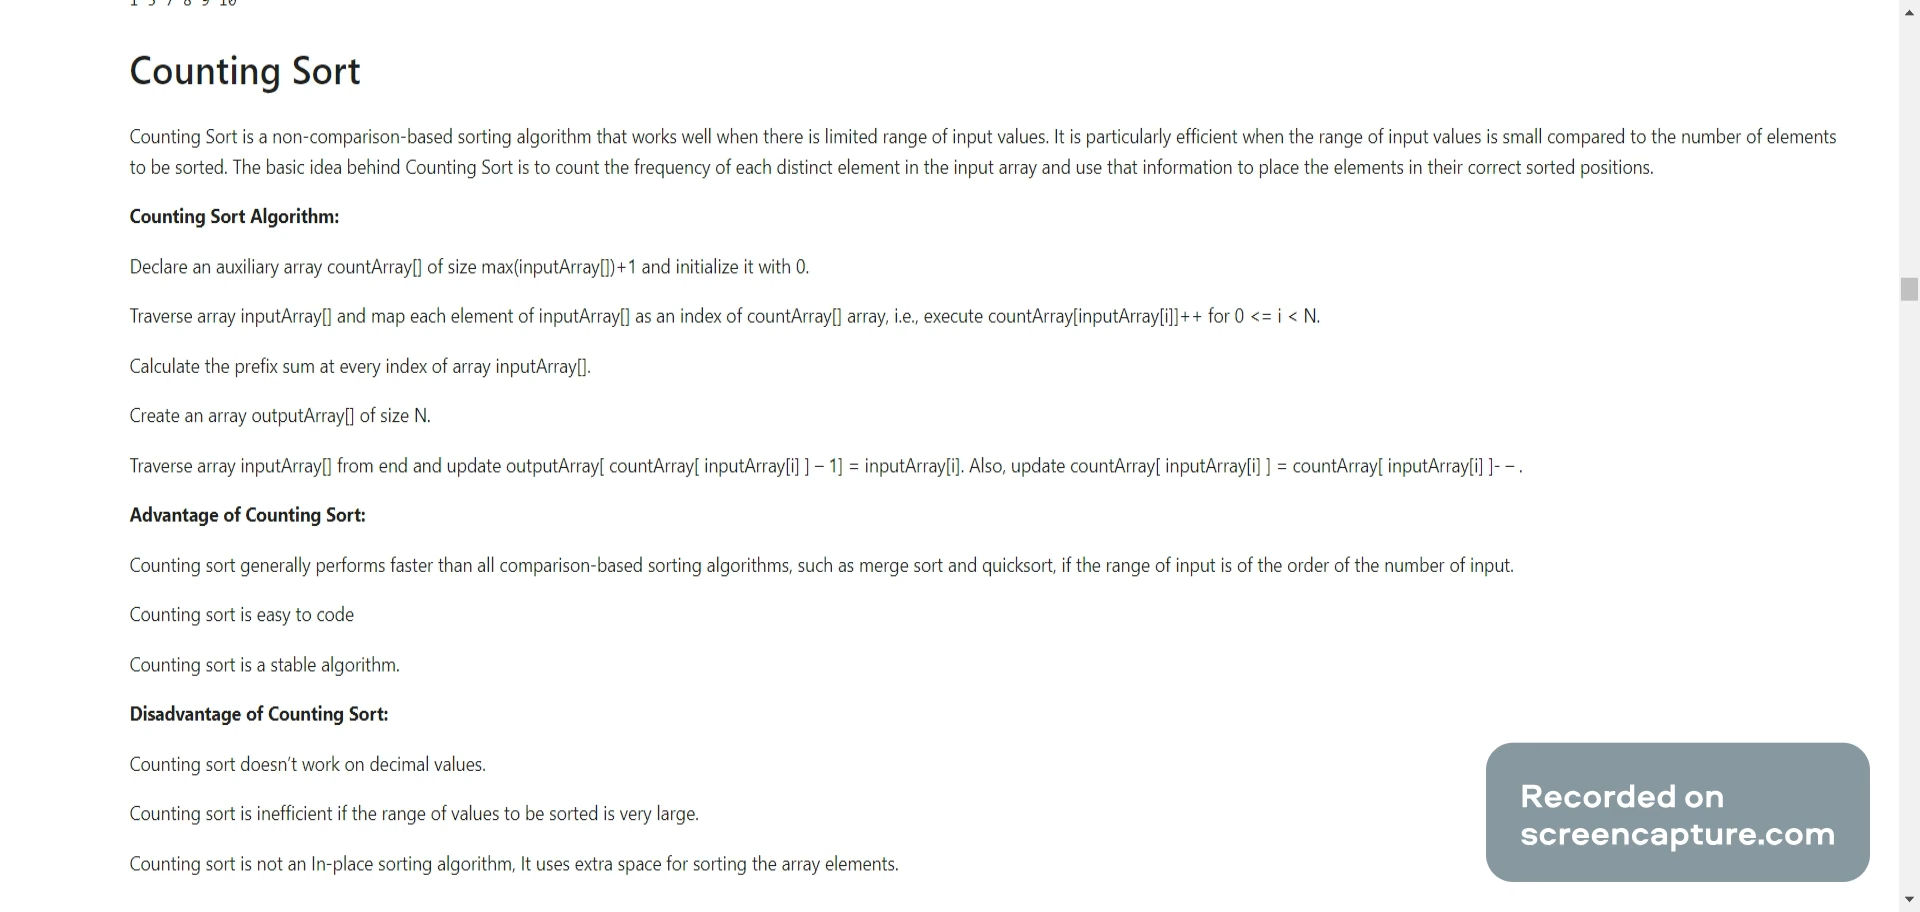 1 5 7 8 9 10
Counting Sort
Counting Sort is a non-comparison-based sorting algorithm that works well when there is limited range of input values. It is particularly efficient when the range of input values is small compared to the number of elements
to be sorted. The basic idea behind Counting Sort is to count the frequency of each distinct element in the input array and use that information to place the elements in their correct sorted positions.
Counting Sort Algorithm:
Declare an auxiliary array countArray[] of size max(inputArray[])+1 and initialize it with 0.
Traverse array inputArray[] and map each element of inputArray[] as an index of countArray[] array, i.e., execute countArray[inputArray[i]]++ for 0 <= i < N.
Calculate the prefix sum at every index of array inputArray[].
Create an array outputArray[] of size N.
Traverse array inputArray[] from end and update outputArray[ countArray[ inputArray[i] ] – 1] = inputArray[i]. Also, update countArray[ inputArray[i] ] = countArray[ inputArray[i] ]- – .
Advantage of Counting Sort:
Counting sort generally performs faster than all comparison-based sorting algorithms, such as merge sort and quicksort, if the range of input is of the order of the number of input.
Counting sort is easy to code
Counting sort is a stable algorithm.
Disadvantage of Counting Sort:
Counting sort doesn’t work on decimal values.
Counting sort is inefficient if the range of values to be sorted is very large.
Counting sort is not an In-place sorting algorithm, It uses extra space for sorting the array elements.
Recorded on
screencapture.com